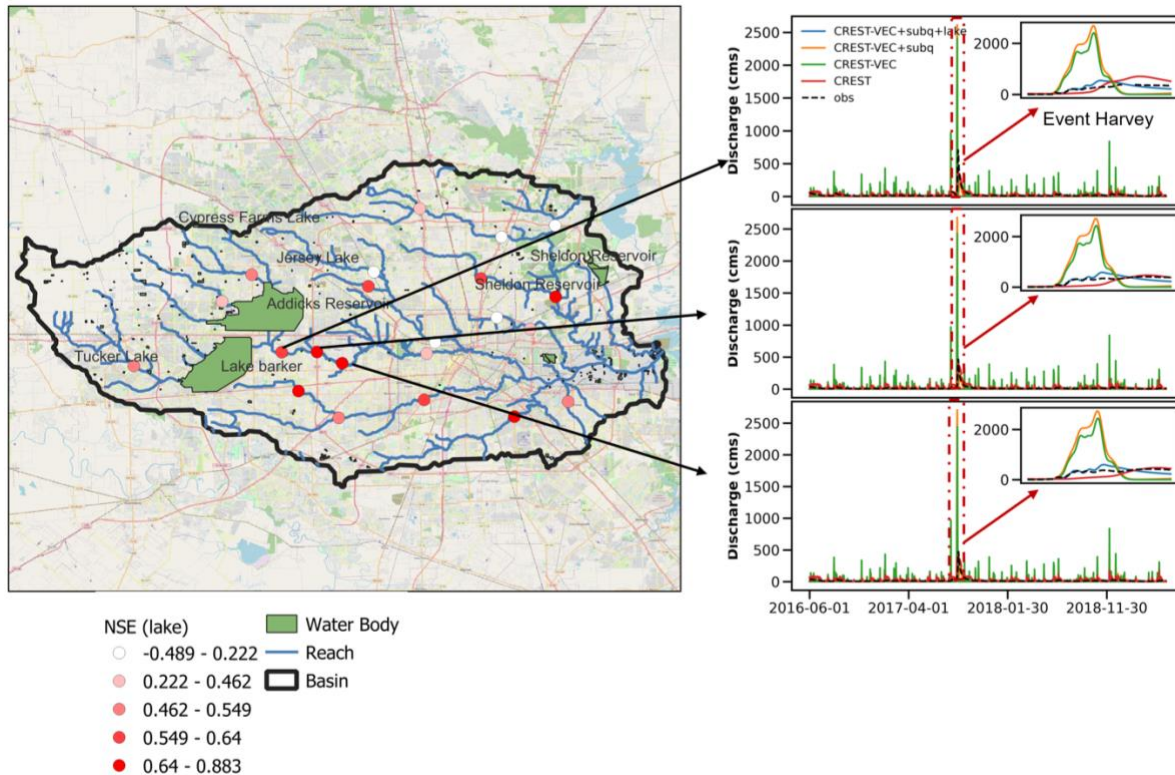 Cypress Farms Lake
Jersey Lake
Sheldon Reservoir
Sheldon Reservoir
Addicks Reservoir
Tucker Lake
Lake barker
NSE (lake)
-0.489 - 0.222
0.222 - 0.462
0.462 - 0.549
0.549 - 0.64
0.64 - 0.883
Water Body
Reach
Basin
Discharge (cms)
2500
2000
1500
1000
500
0
CREST-VEC+subq+lake
CREST-VEC+subq
CREST-VEC
CREST
obs
2000
0
Event Harvey
Discharge (cms)
2500
2000
1500
1000
500
0
2000
0
Discharge (cms)
2500
2000
1500
1000
500
0
2000
0
2016-06-01
2017-04-01
2018-01-30
2018-11-30